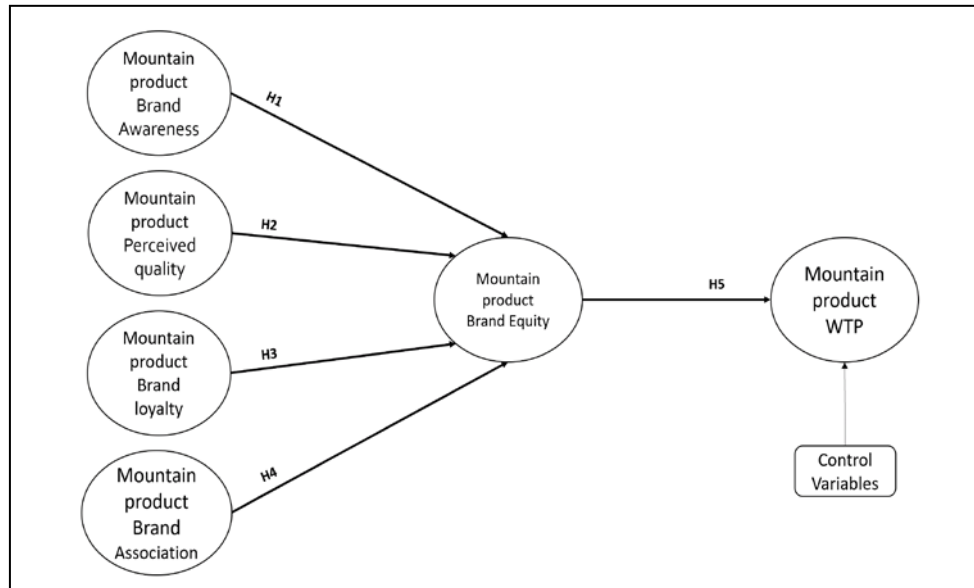 Mountain
product
Brand
Awareness
H1
Mountain
product
Perceived
quality
H2
Mountain
product
Brand
loyalty
H3
Mountain
product
Brand
Association
H4
Mountain
product
Brand Equity
H5
Mountain
product
WTP
Control
Variables